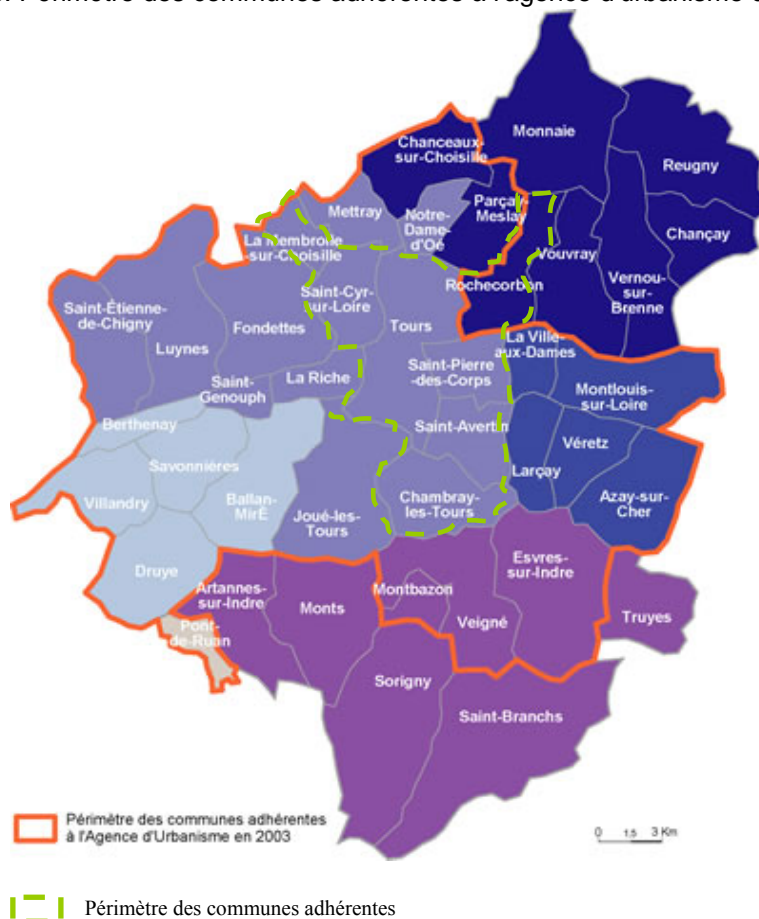 Périmètre des communes adhérentes à l'agence d'urbanisme
Monnaie
Chanceaux-
sur-Choisille
Reugny
Parçay-
Meslay
Mettray
Notre-
Dame-
d'Oé
Chançay
La Membrolle
-sur-Choisille
Vouvray
Rochecorbon
Vernou-
sur-
Brenne
Saint-Cyr-
sur-Loire
Saint-Étienne-
de-Chigny
Fondettes
Tours
Luynes
La Ville-
aux-Dames
Saint-Pierre
-des-Corps
La Riche
Saint-
Genouph
Montlouis-
sur-Loire
Berthenay
Saint-Avertin
Véretz
Savonnières
Larçay
Villandry
Ballan-
MirÉ
Chambray-
les-Tours
Azay-sur-
Cher
Joué-les-
Tours
Esvres-
sur-Indre
Druye
Artannes-
sur-Indre
Monts
Montbazon
Veigné
Truyes
Pont-
de-Ruan
Sorigny
Saint-Branchs
Périmètre des communes adhérentes
à l'Agence d'Urbanisme en 2003
0 1,5 3 Km
Périmètre des communes adhérentes